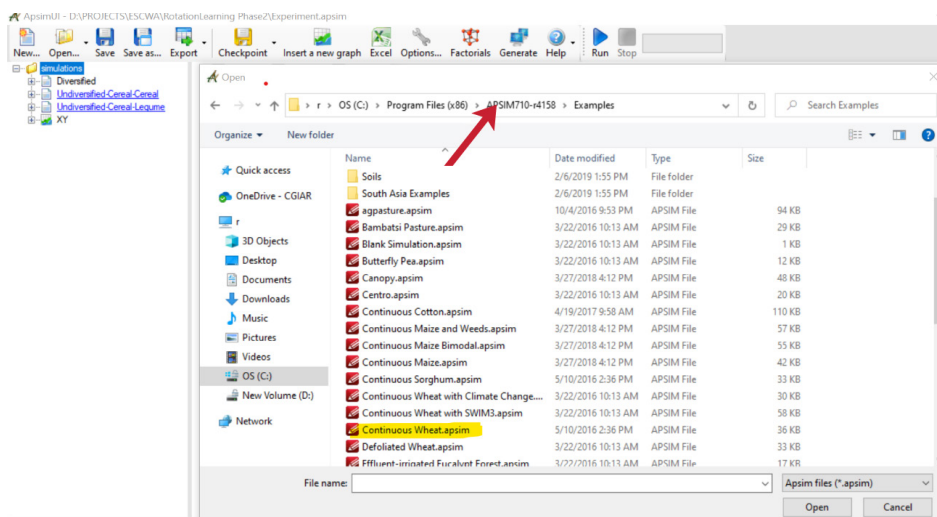 ApsimUI - D:\PROJECTS\ESCWA\RotationLearning Phase2\Experiment.apsim
New... Open... Save Save as... Export Checkpoint Insert a new graph Excel Options... Factorials Generate Help Run Stop
simulations
Diversified
Undiversified-Cereal-Cereal
Undiversified-Cereal-Legume
XY
Open
r > OS (C:) > Program Files (x86) > APSIM710-r4158 > Examples
Search Examples
Organize New folder
Quick access
OneDrive - CGIAR
r
3D Objects
Desktop
Documents
Downloads
Music
Pictures
Videos
OS (C:)
New Volume (D:)
Network
Name Date modified Type Size
Soils 2/6/2019 1:55 PM File folder
South Asia Examples 2/6/2019 1:55 PM File folder
agpasture.apsim 10/4/2016 9:53 PM APSIM File 94 KB
Bambatsi Pasture.apsim 3/22/2016 10:13 AM APSIM File 29 KB
Blank Simulation.apsim 3/22/2016 10:13 AM APSIM File 1 KB
Butterfly Pea.apsim 3/22/2016 10:13 AM APSIM File 12 KB
Canopy.apsim 3/27/2018 4:12 PM APSIM File 48 KB
Centro.apsim 3/22/2016 10:13 AM APSIM File 20 KB
Continuous Cotton.apsim 4/19/2017 9:58 AM APSIM File 110 KB
Continuous Maize and Weeds.apsim 3/27/2018 4:12 PM APSIM File 57 KB
Continuous Maize Bimodal.apsim 3/27/2018 4:12 PM APSIM File 55 KB
Continuous Maize.apsim 3/27/2018 4:12 PM APSIM File 42 KB
Continuous Sorghum.apsim 5/10/2016 2:36 PM APSIM File 33 KB
Continuous Wheat with Climate Change.... 3/22/2016 10:13 AM APSIM File 30 KB
Continuous Wheat with SWIM3.apsim 3/22/2016 10:13 AM APSIM File 58 KB
Continuous Wheat.apsim 5/10/2016 2:36 PM APSIM File 36 KB
Defoliated Wheat.apsim 3/22/2016 10:13 AM APSIM File 33 KB
Effluent-irrigated Eucalypt Forest.apsim 3/22/2016 10:13 AM APSIM File 17 KB
File name: Apsim files (*.apsim)
Open Cancel